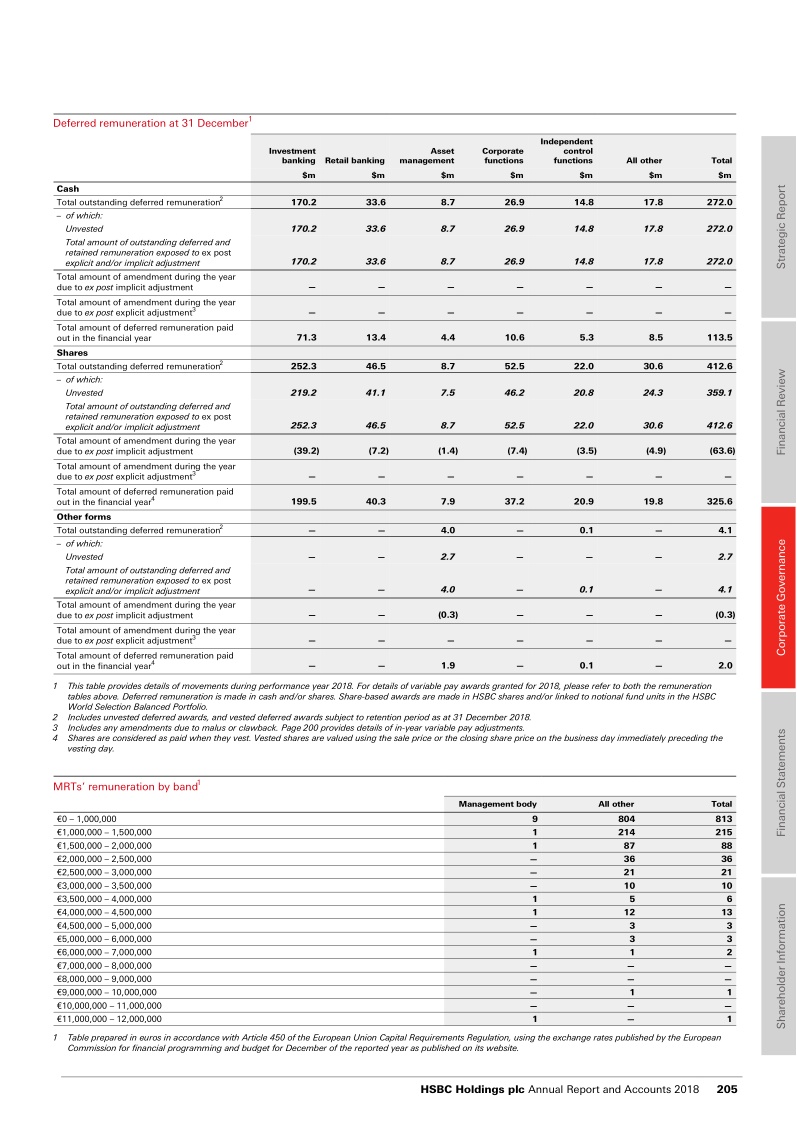 Deferred remuneration at 31 December1
Investment banking Retail banking Asset management Corporate functions Independent control functions All other Total
$m $m $m $m $m $m $m
Cash
Total outstanding deferred remuneration2 170.2 33.6 8.7 26.9 14.8 17.8 272.0
– of which:
Unvested 170.2 33.6 8.7 26.9 14.8 17.8 272.0
Total amount of outstanding deferred and
retained remuneration exposed to ex post
explicit and/or implicit adjustment 170.2 33.6 8.7 26.9 14.8 17.8 272.0
Total amount of amendment during the year
due to ex post implicit adjustment — — — — — — —
Total amount of amendment during the year
due to ex post explicit adjustment3 — — — — — — —
Total amount of deferred remuneration paid
out in the financial year 71.3 13.4 4.4 10.6 5.3 8.5 113.5
Shares
Total outstanding deferred remuneration2 252.3 46.5 8.7 52.5 22.0 30.6 412.6
– of which:
Unvested 219.2 41.1 7.5 46.2 20.8 24.3 359.1
Total amount of outstanding deferred and
retained remuneration exposed to ex post
explicit and/or implicit adjustment 252.3 46.5 8.7 52.5 22.0 30.6 412.6
Total amount of amendment during the year
due to ex post implicit adjustment (39.2) (7.2) (1.4) (7.4) (3.5) (4.9) (63.6)
Total amount of amendment during the year
due to ex post explicit adjustment3 — — — — — — —
Total amount of deferred remuneration paid
out in the financial year4 199.5 40.3 7.9 37.2 20.9 19.8 325.6
Other forms
Total outstanding deferred remuneration2 — — 4.0 — 0.1 — 4.1
– of which:
Unvested — — 2.7 — — — 2.7
Total amount of outstanding deferred and
retained remuneration exposed to ex post
explicit and/or implicit adjustment — — 4.0 — 0.1 — 4.1
Total amount of amendment during the year
due to ex post implicit adjustment — — (0.3) — — — (0.3)
Total amount of amendment during the year
due to ex post explicit adjustment3 — — — — — — —
Total amount of deferred remuneration paid
out in the financial year4 — — 1.9 — 0.1 — 2.0
1 This table provides details of movements during performance year 2018. For details of variable pay awards granted for 2018, please refer to both the remuneration
tables above. Deferred remuneration is made in cash and/or shares. Share-based awards are made in HSBC shares and/or linked to notional fund units in the HSBC
World Selection Balanced Portfolio.
2 Includes unvested deferred awards, and vested deferred awards subject to retention period as at 31 December 2018.
3 Includes any amendments due to malus or clawback. Page 200 provides details of in-year variable pay adjustments.
4 Shares are considered as paid when they vest. Vested shares are valued using the sale price or the closing share price on the business day immediately preceding the
vesting day.
MRTs' remuneration by band1
Management body All other Total
€0 – 1,000,000 9 804 813
€1,000,000 – 1,500,000 1 214 215
€1,500,000 – 2,000,000 1 87 88
€2,000,000 – 2,500,000 — 36 36
€2,500,000 – 3,000,000 — 21 21
€3,000,000 – 3,500,000 — 10 10
€3,500,000 – 4,000,000 1 5 6
€4,000,000 – 4,500,000 1 12 13
€4,500,000 – 5,000,000 — 3 3
€5,000,000 – 6,000,000 — 3 3
€6,000,000 – 7,000,000 1 1 2
€7,000,000 – 8,000,000 — — —
€8,000,000 – 9,000,000 — — —
€9,000,000 – 10,000,000 — 1 1
€10,000,000 – 11,000,000 — — —
€11,000,000 – 12,000,000 1 — 1
1 Table prepared in euros in accordance with Article 450 of the European Union Capital Requirements Regulation, using the exchange rates published by the European
Commission for financial programming and budget for December of the reported year as published on its website.
HSBC Holdings plc Annual Report and Accounts 2018 205
Strategic Report
Financial Review
Corporate Governance
Financial Statements
Shareholder Information